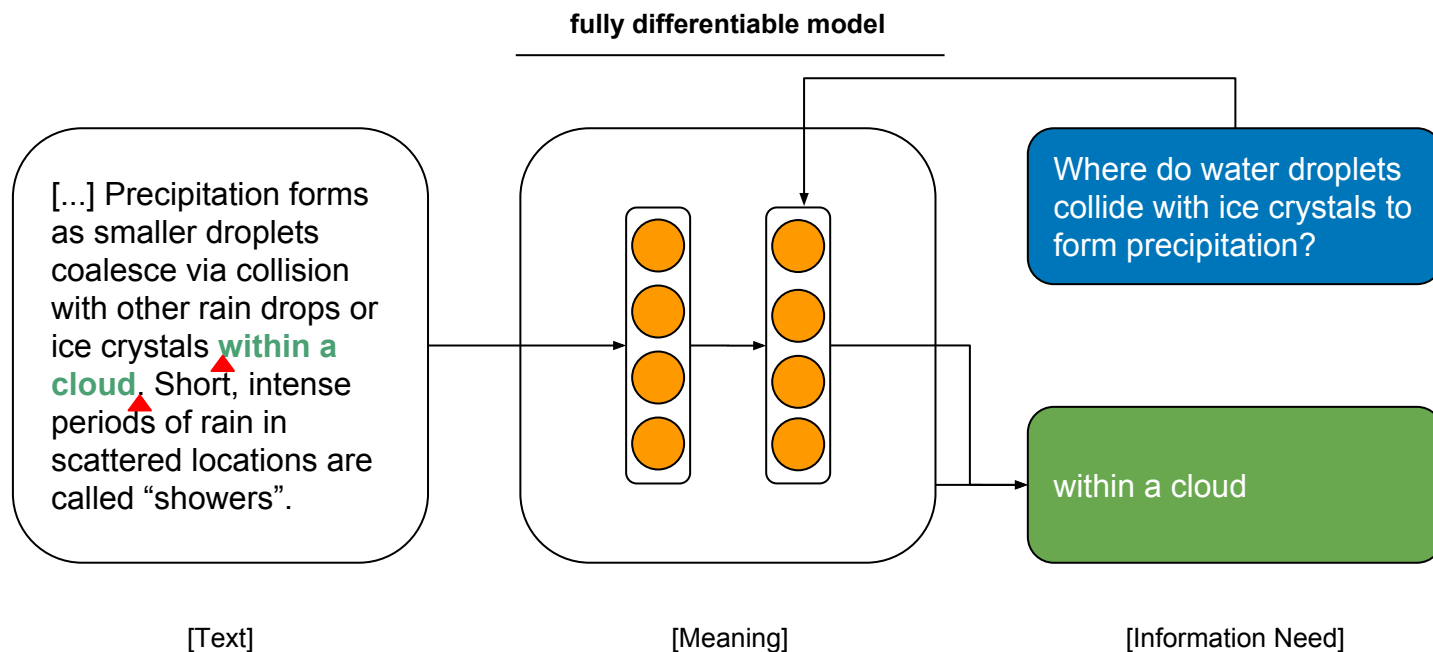 fully differentiable model
[...] Precipitation forms
as smaller droplets
coalesce via collision
with other rain drops or
ice crystals within a
cloud. Short, intense
periods of rain in
scattered locations are
called “showers”.
Where do water droplets
collide with ice crystals to
form precipitation?
within a cloud
[Text]
[Meaning]
[Information Need]